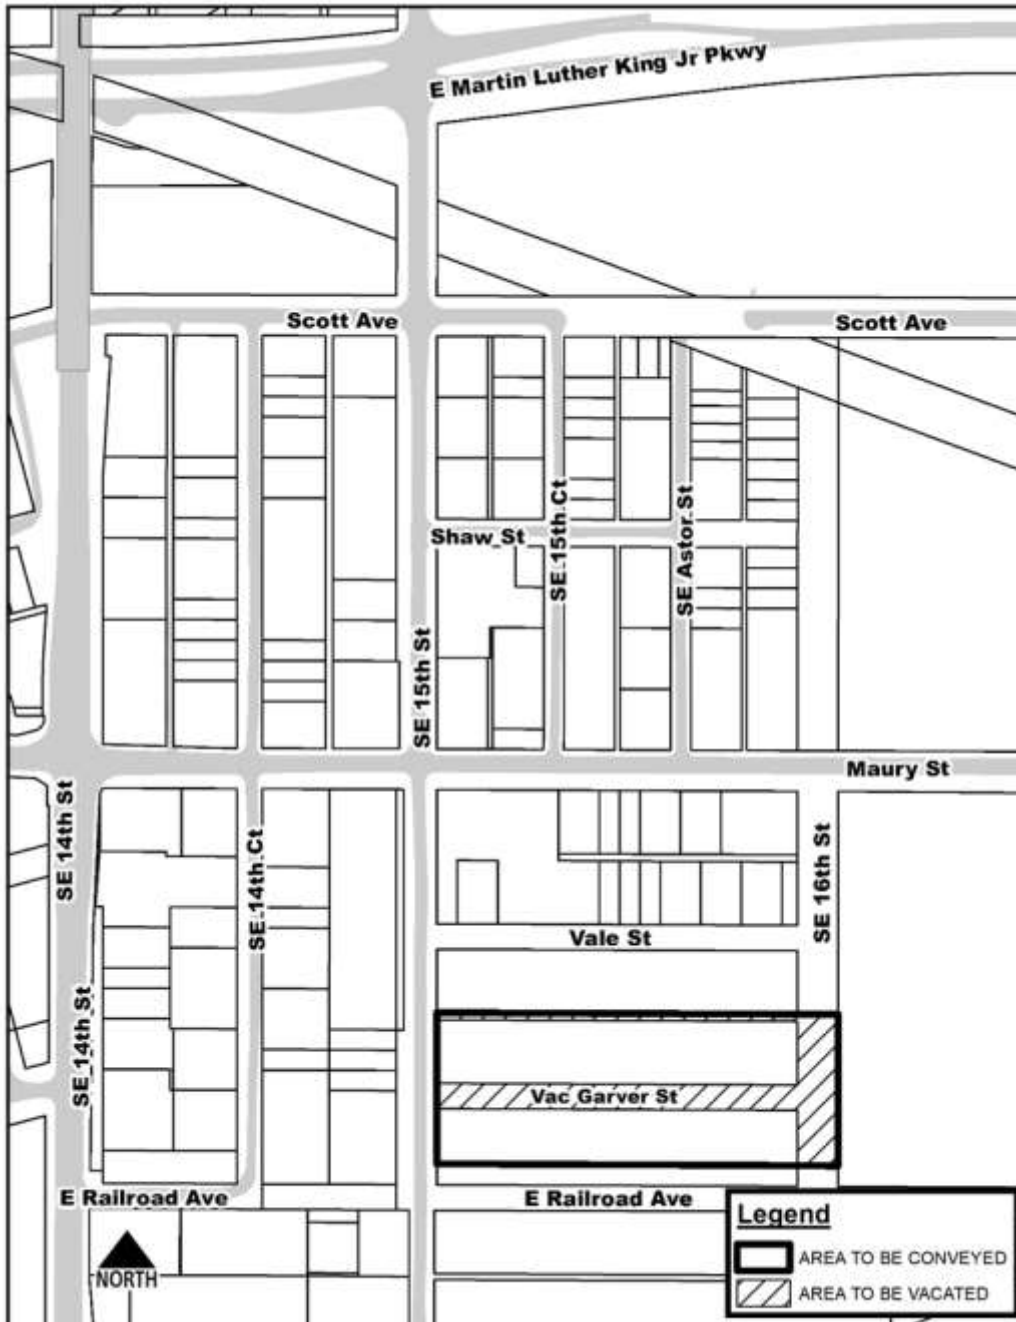 E Martin Luther King Jr Pkwy
Scott Ave
Scott Ave
Shaw St
SE 15th Ct
SE Astor St
SE 15th St
Maury St
SE 14th St
SE 14th Ct
SE 16th St
Vale St
SE 14th St
Vac Garver St
E Railroad Ave
E Railroad Ave
NORTH
Legend
AREA TO BE CONVEYED
AREA TO BE VACATED